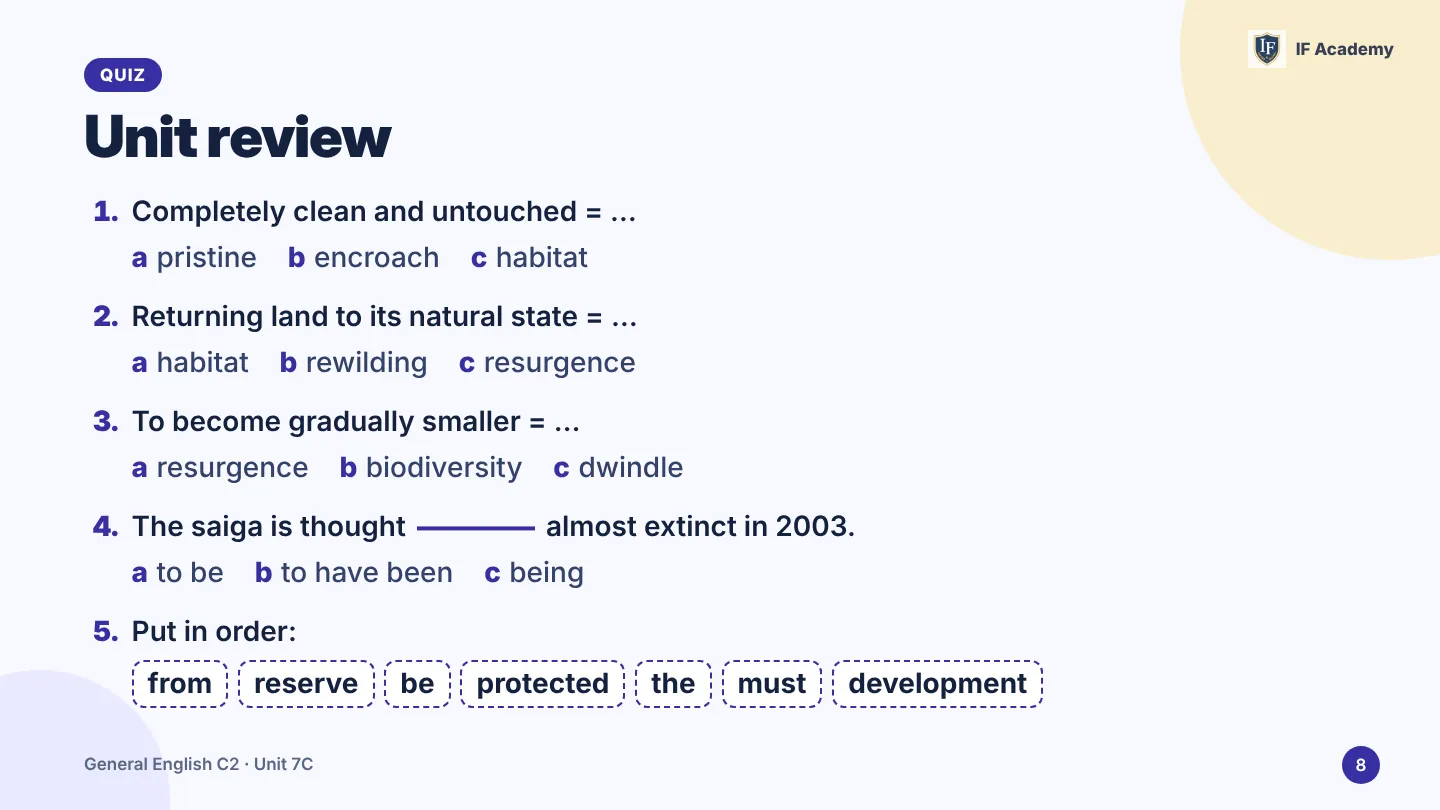 IF
IF Academy
QUIZ
Unit review
1. Completely clean and untouched = ...
a pristine b encroach c habitat
2. Returning land to its natural state = ...
a habitat b rewilding c resurgence
3. To become gradually smaller = ...
a resurgence b biodiversity c dwindle
4. The saiga is thought ______ almost extinct in 2003.
a to be b to have been c being
5. Put in order:
from reserve be protected the must development
General English C2 · Unit 7C
8